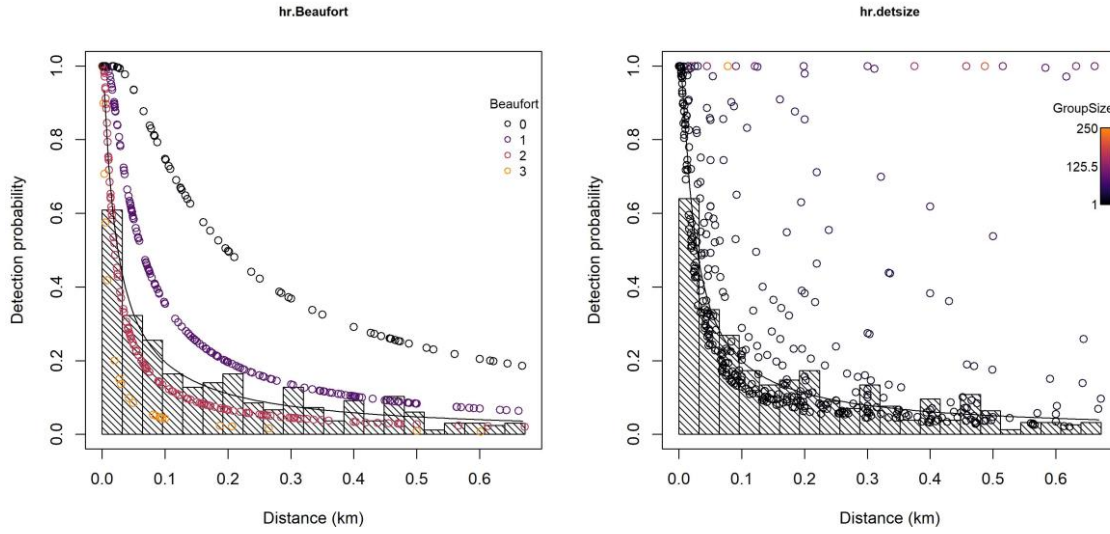 hr.Beaufort
Detection probability
1.0
0.8
0.6
0.4
0.2
0.0
Beaufort
0
1
2
3
0.0 0.1 0.2 0.3 0.4 0.5 0.6
Distance (km)
hr.detsize
Detection probability
1.0
0.8
0.6
0.4
0.2
0.0
GroupSize
250
125.5
1
0.0 0.1 0.2 0.3 0.4 0.5 0.6
Distance (km)